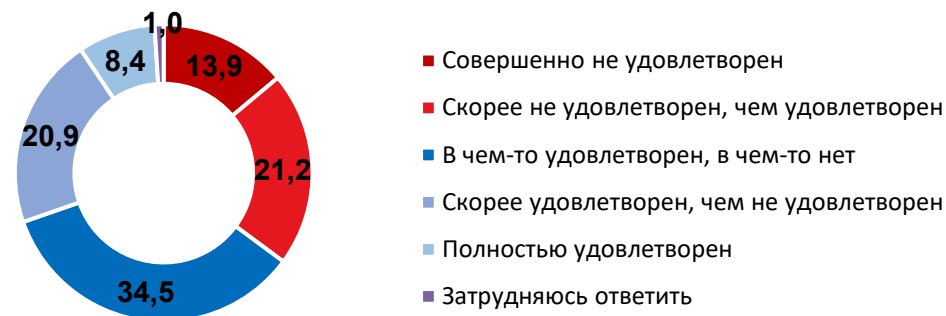 1,0
13,9
8,4
20,9
21,2
34,5
Совершенно не удовлетворен
Скорее не удовлетворен, чем удовлетворен
В чем-то удовлетворен, в чем-то нет
Скорее удовлетворен, чем не удовлетворен
Полностью удовлетворен
Затрудняюсь ответить